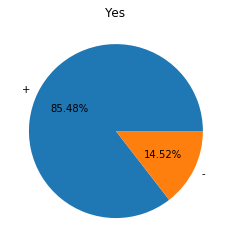 Yes
+
85.48%
14.52%
-